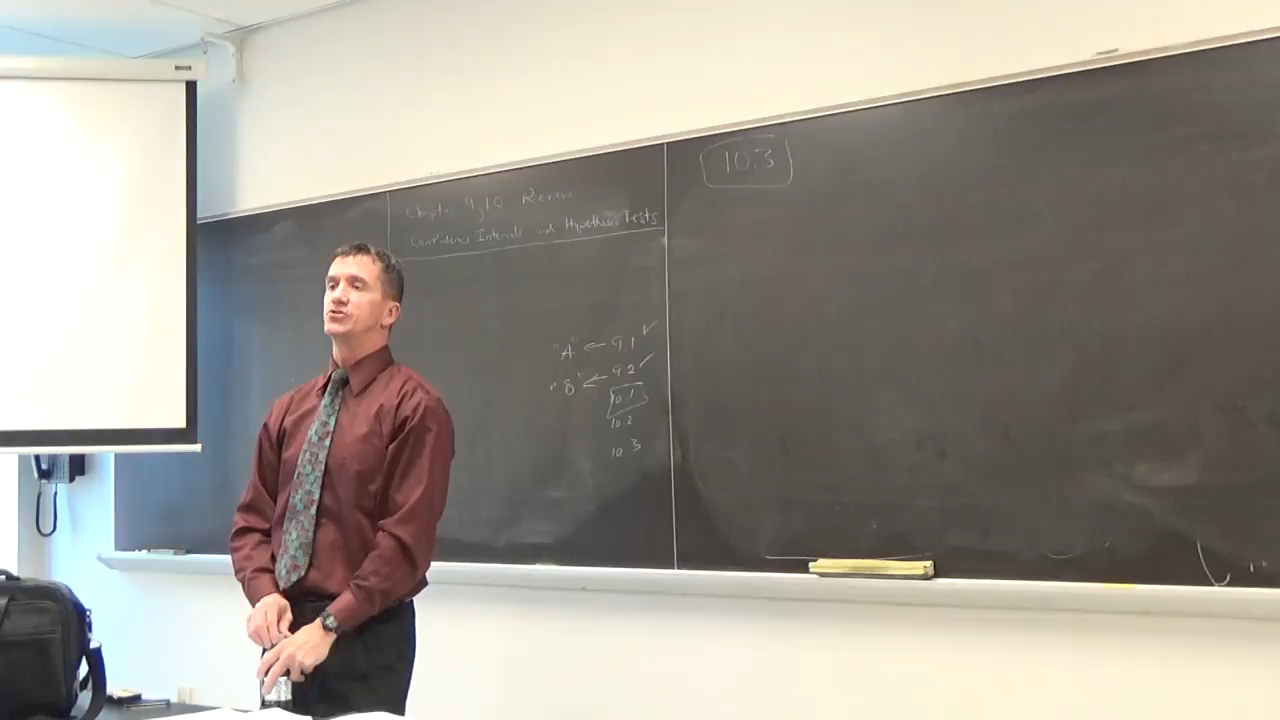 Chapter 9,10 Review
Confidence Intervals and Hypothesis Tests
"A" ← 9.1 ✓
"8" ← 9.2 ✓
10.1
10.2
10.3
10.3